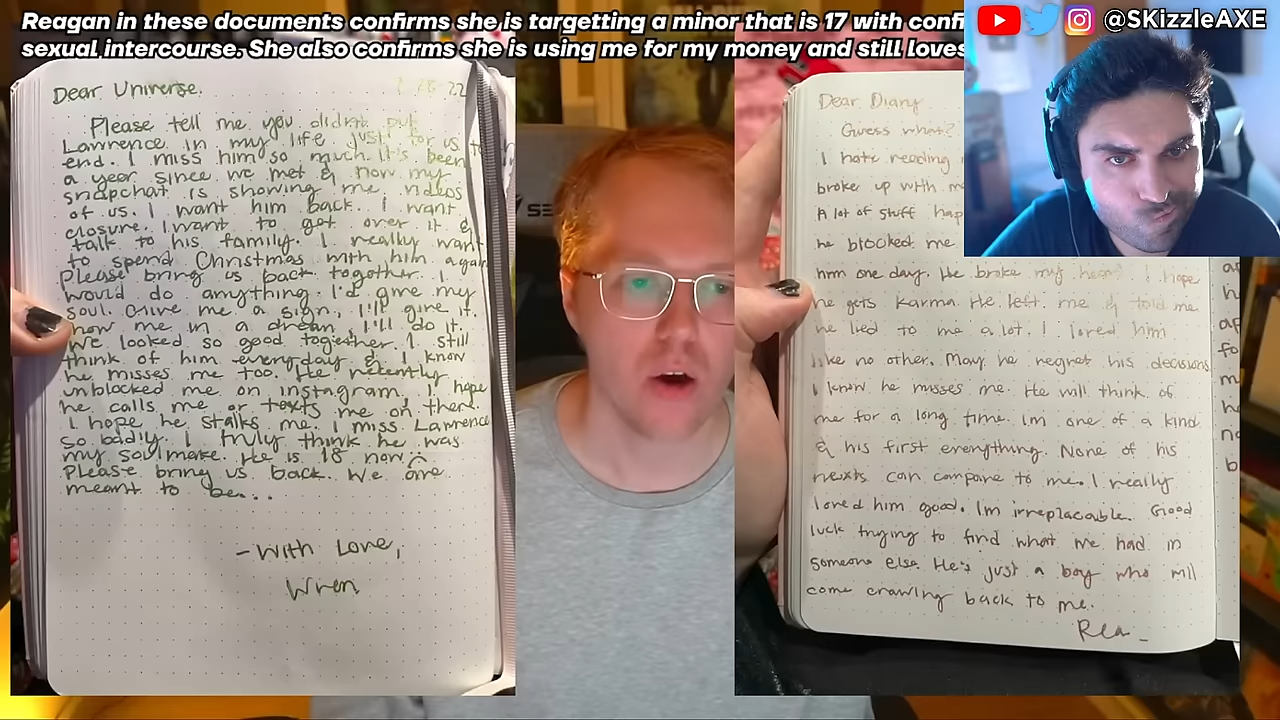 Reagan in these documents confirms she is targetting a minor that is 17 with confi
sexual intercourse. She also confirms she is using me for my money and still loves
@SKizzleAXE
Dear Universe,
Please tell me you didn't put
Lawrence in my life just for us to
end. I miss him so much. It's been
a year since we met & now my
snapchat is showing me videos
of us. I want him back. I want
closure. I want to get over it &
talk to his family. I really want
to spend Christmas with him again
Please bring us back together. I
would do anything. I'd give my
soul. Give me a sign, I'll give it.
Show me in a dream, I'll do it.
We looked so good together. I still
think of him everyday & I know
he misses me too. He recently
unblocked me on instagram, I hope
he calls me or texts me on there.
I hope he stalks me. I miss Lawrence
so badly. I truly think he was
my soulmate. He is 18 now
Please bring us back. We are
meant to be...
- With Love,
Wren
SE
Dear Diary
Guess what?
I hate reading
broke up with me
A lot of stuff hap
he blocked me
him one day. He broke my heart. I hope
he gets karma. He left me & told me
he lied to me a lot. I loved him
like no other. May he regret his decisions
I know he misses me. He will think of
me for a long time. Im one of a kind
& his first everything. None of his
nexts can compare to me. I really
loved him good. Im irreplacable. Good
luck trying to find what we had in
someone else. He's just a boy who will
come crawling back to me.
Rea